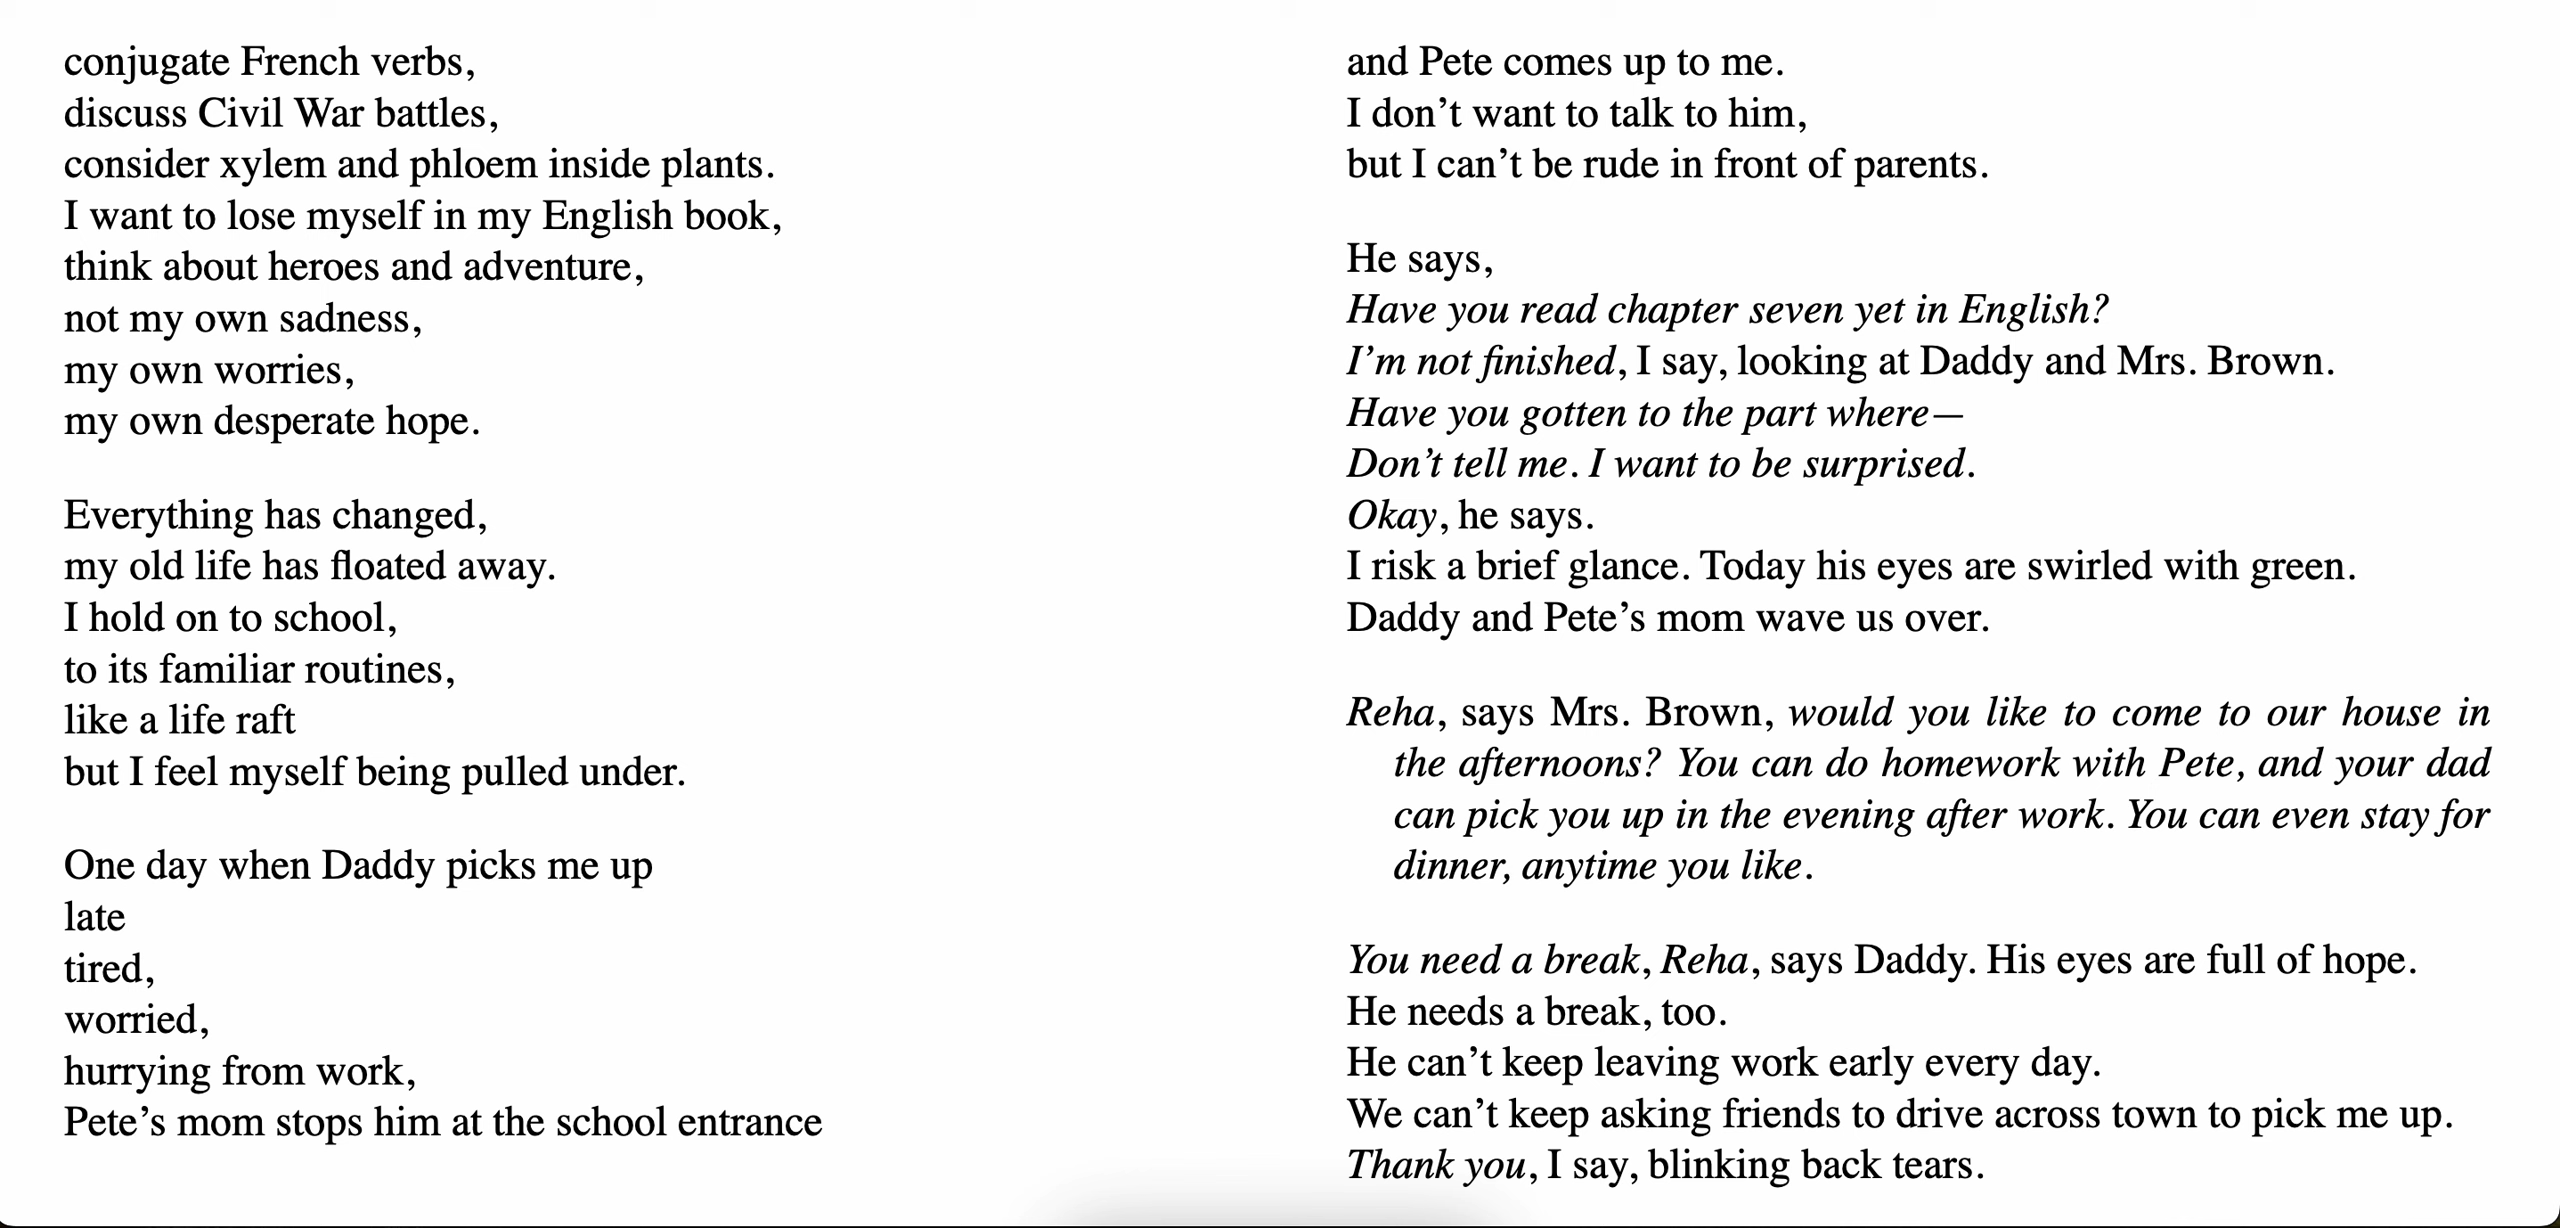 conjugate French verbs,
discuss Civil War battles,
consider xylem and phloem inside plants.
I want to lose myself in my English book,
think about heroes and adventure,
not my own sadness,
my own worries,
my own desperate hope.
Everything has changed,
my old life has floated away.
I hold on to school,
to its familiar routines,
like a life raft
but I feel myself being pulled under.
One day when Daddy picks me up
late
tired,
worried,
hurrying from work,
Pete’s mom stops him at the school entrance
and Pete comes up to me.
I don’t want to talk to him,
but I can’t be rude in front of parents.
He says,
Have you read chapter seven yet in English?
I’m not finished, I say, looking at Daddy and Mrs. Brown.
Have you gotten to the part where—
Don’t tell me. I want to be surprised.
Okay, he says.
I risk a brief glance. Today his eyes are swirled with green.
Daddy and Pete’s mom wave us over.
Reha, says Mrs. Brown, would you like to come to our house in
the afternoons? You can do homework with Pete, and your dad
can pick you up in the evening after work. You can even stay for
dinner, anytime you like.
You need a break, Reha, says Daddy. His eyes are full of hope.
He needs a break, too.
He can’t keep leaving work early every day.
We can’t keep asking friends to drive across town to pick me up.
Thank you, I say, blinking back tears.